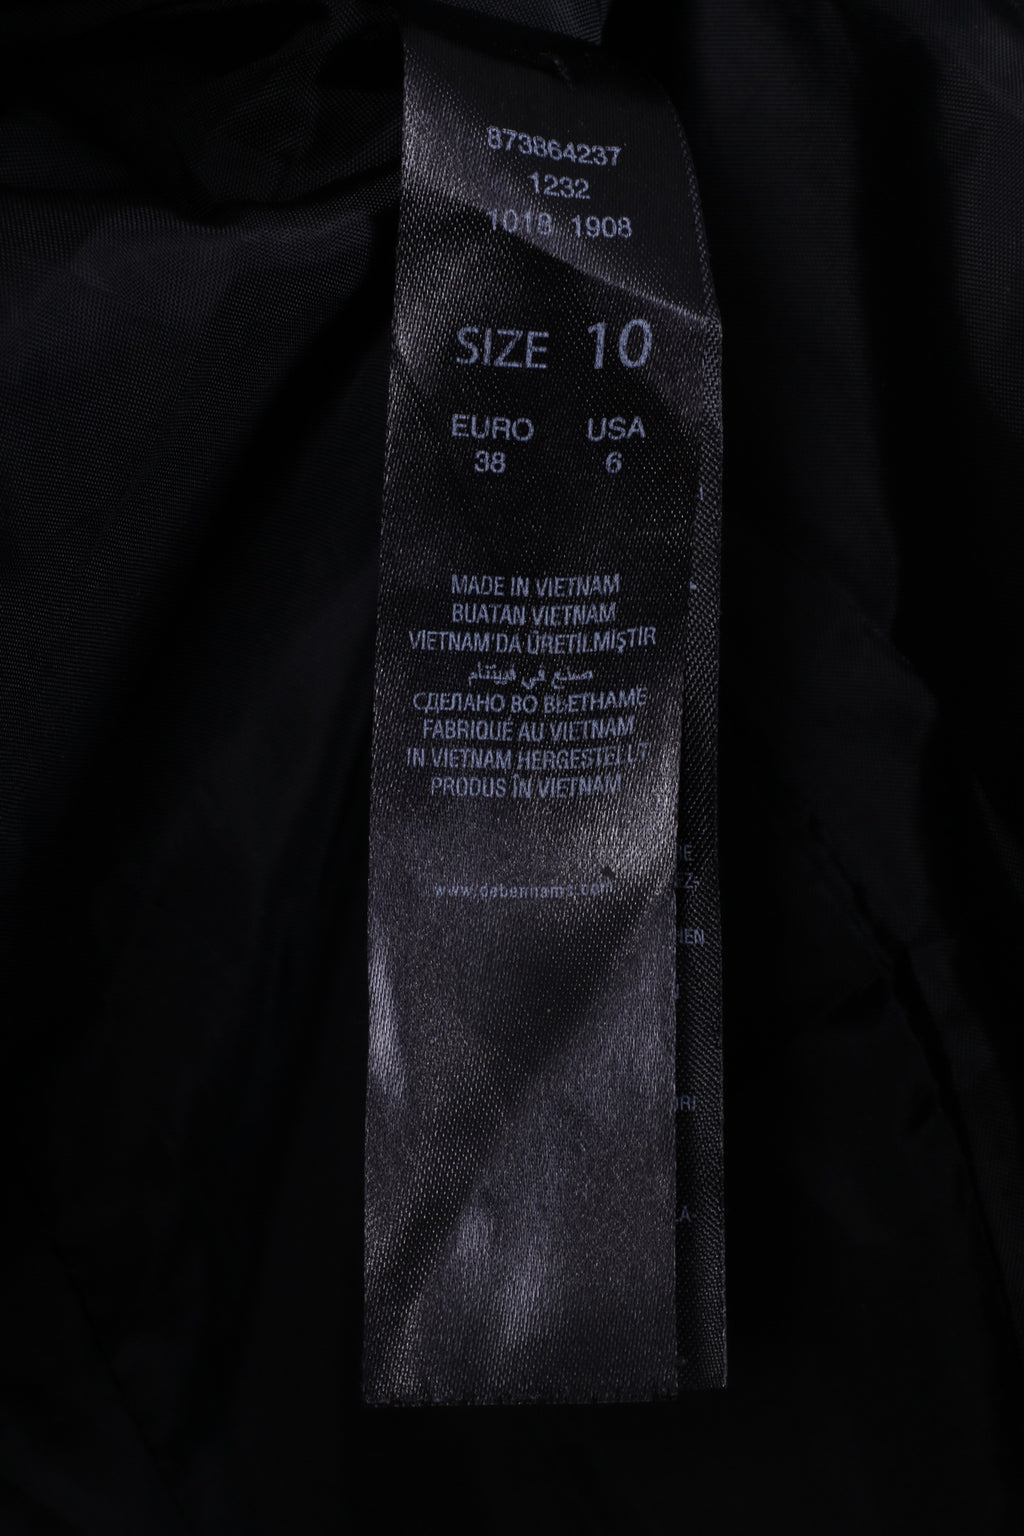 873864237
1232
1018 1908
SIZE 10
EURO USA
38 6
MADE IN VIETNAM
BUATAN VIETNAM
VIETNAM'DA ÜRETILMIŞTIR
صنع في فيتنام
СДЕЛАНО ВО ВЬЕТНАМЕ
FABRIQUÉ AU VIETNAM
IN VIETNAM HERGESTELLT
PRODUS ÎN VIETNAM
www.debenhams.com